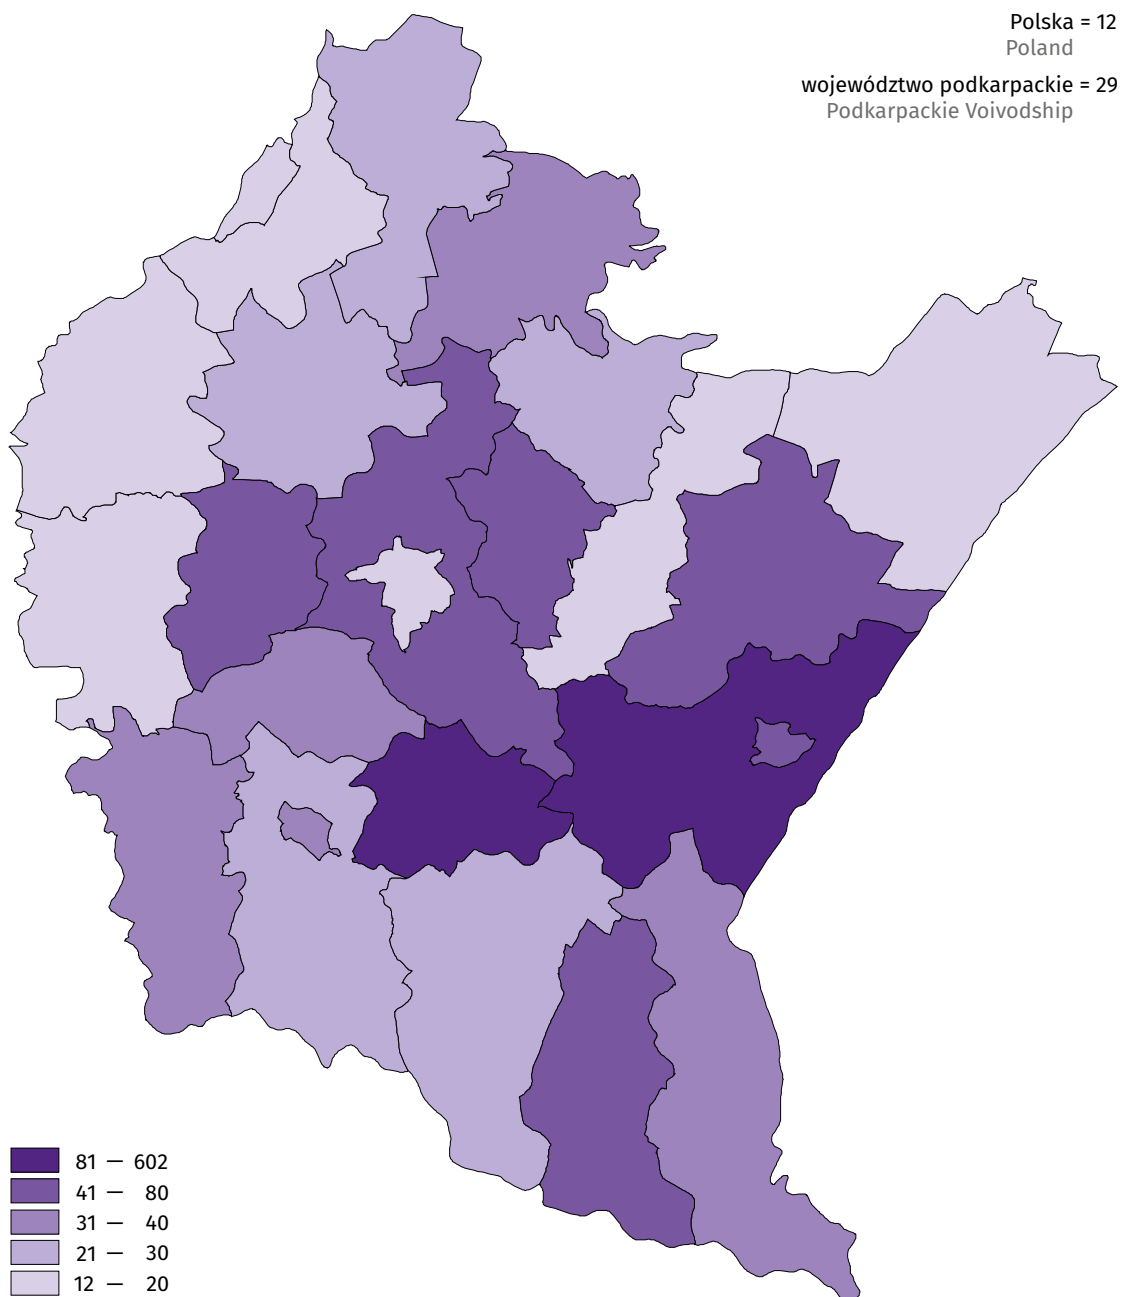 Polska = 12
Poland
województwo podkarpackie = 29
Podkarpackie Voivodship
81 — 602
41 — 80
31 — 40
21 — 30
12 — 20